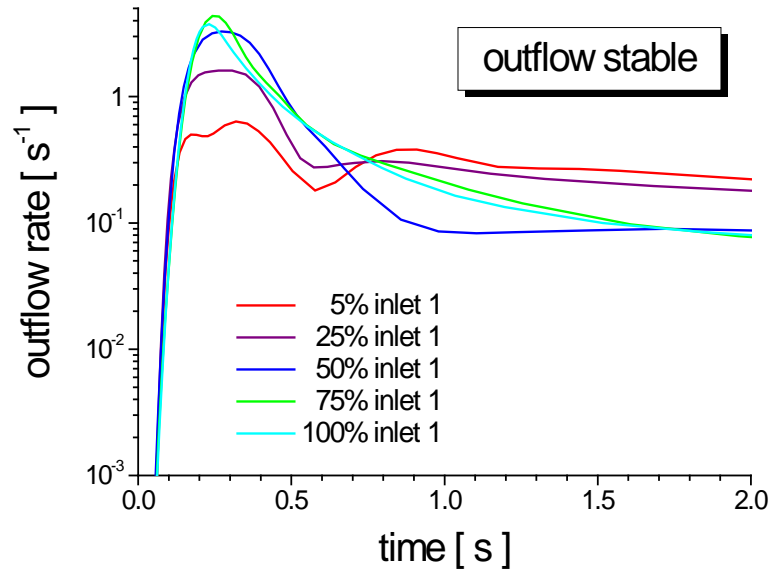 outflow stable
outflow rate [ s-1 ]
1
10-1
10-2
10-3
5% inlet 1
25% inlet 1
50% inlet 1
75% inlet 1
100% inlet 1
0.0 0.5 1.0 1.5 2.0
time [ s ]